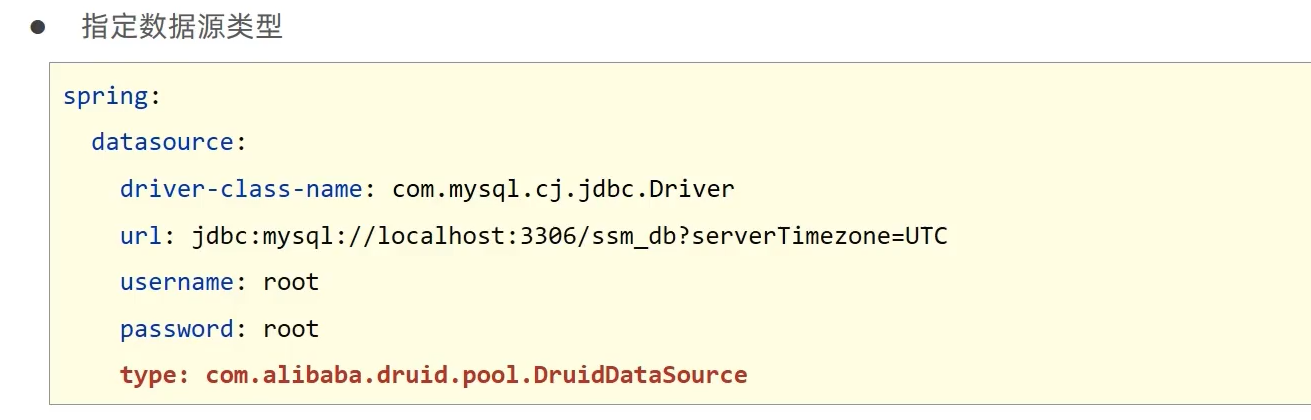 ● 指定数据源类型
spring:
  datasource:
    driver-class-name: com.mysql.cj.jdbc.Driver
    url: jdbc:mysql://localhost:3306/ssm_db?serverTimezone=UTC
    username: root
    password: root
    type: com.alibaba.druid.pool.DruidDataSource